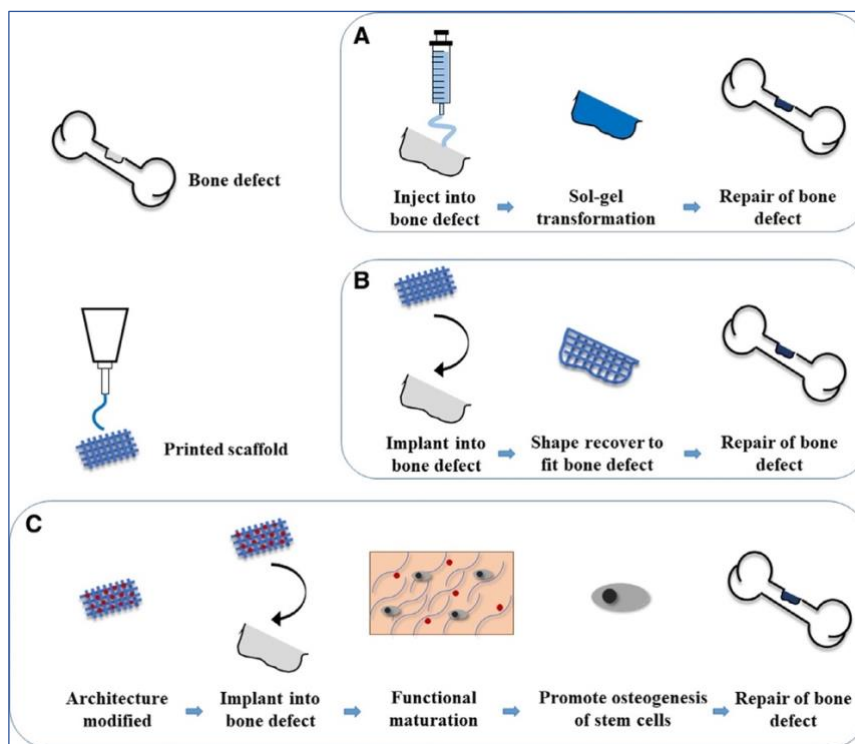 A
Inject into
bone defect
Sol-gel
transformation
Repair of bone
defect
Bone defect
B
Implant into
bone defect
Shape recover to
fit bone defect
Repair of bone
defect
Printed scaffold
C
Architecture
modified
Implant into
bone defect
Functional
maturation
Promote osteogenesis
of stem cells
Repair of bone
defect